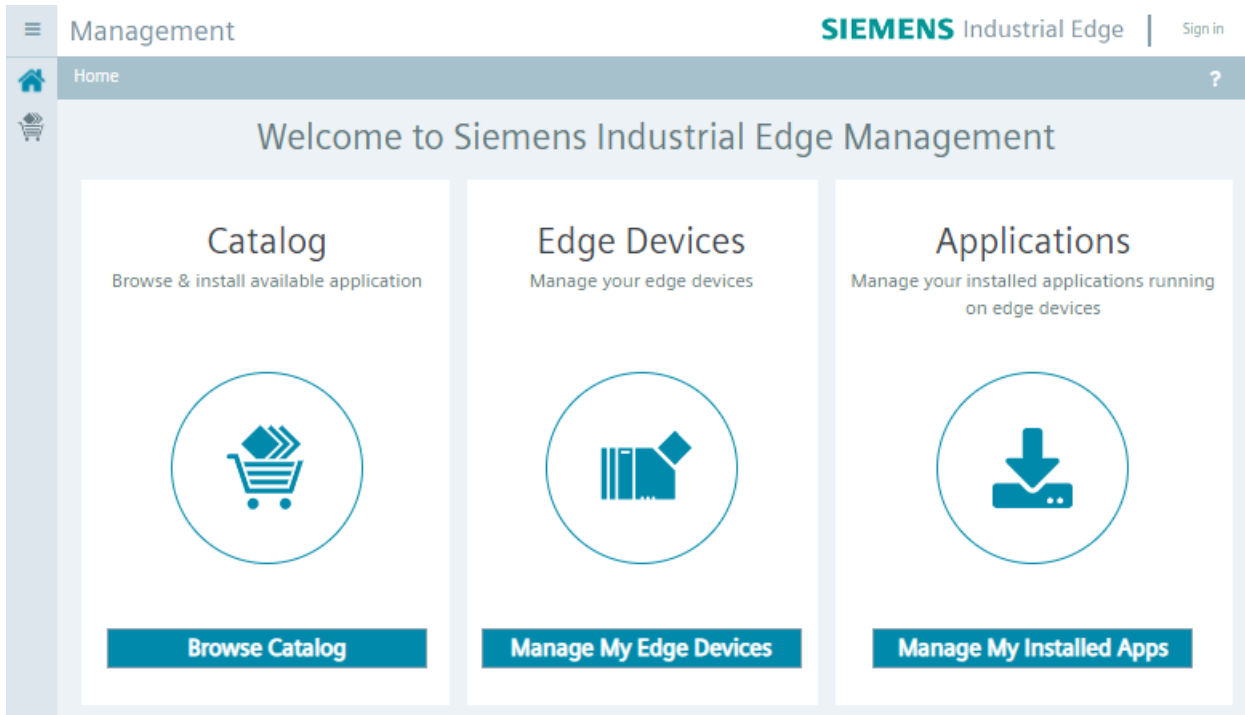 Management
SIEMENS Industrial Edge
Sign in
Home
?
Welcome to Siemens Industrial Edge Management
Catalog
Browse & install available application
Browse Catalog
Edge Devices
Manage your edge devices
Manage My Edge Devices
Applications
Manage your installed applications running
on edge devices
Manage My Installed Apps